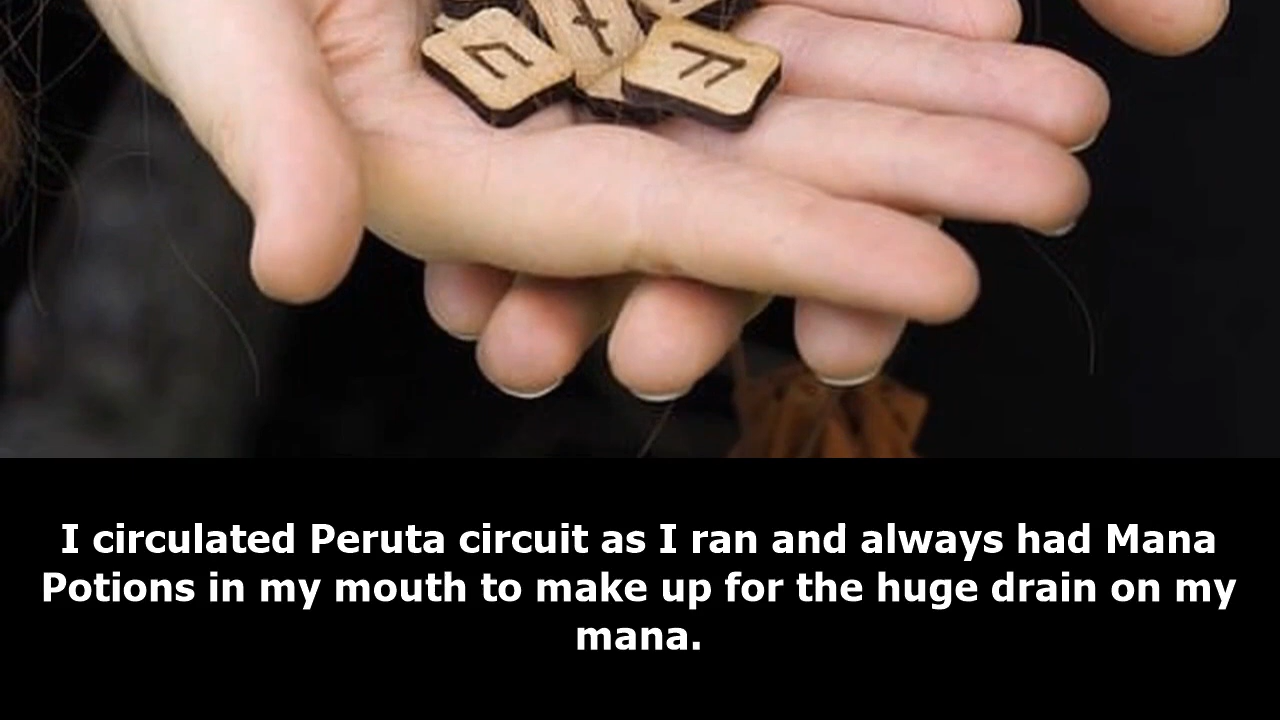 I circulated Peruta circuit as I ran and always had Mana
Potions in my mouth to make up for the huge drain on my
mana.